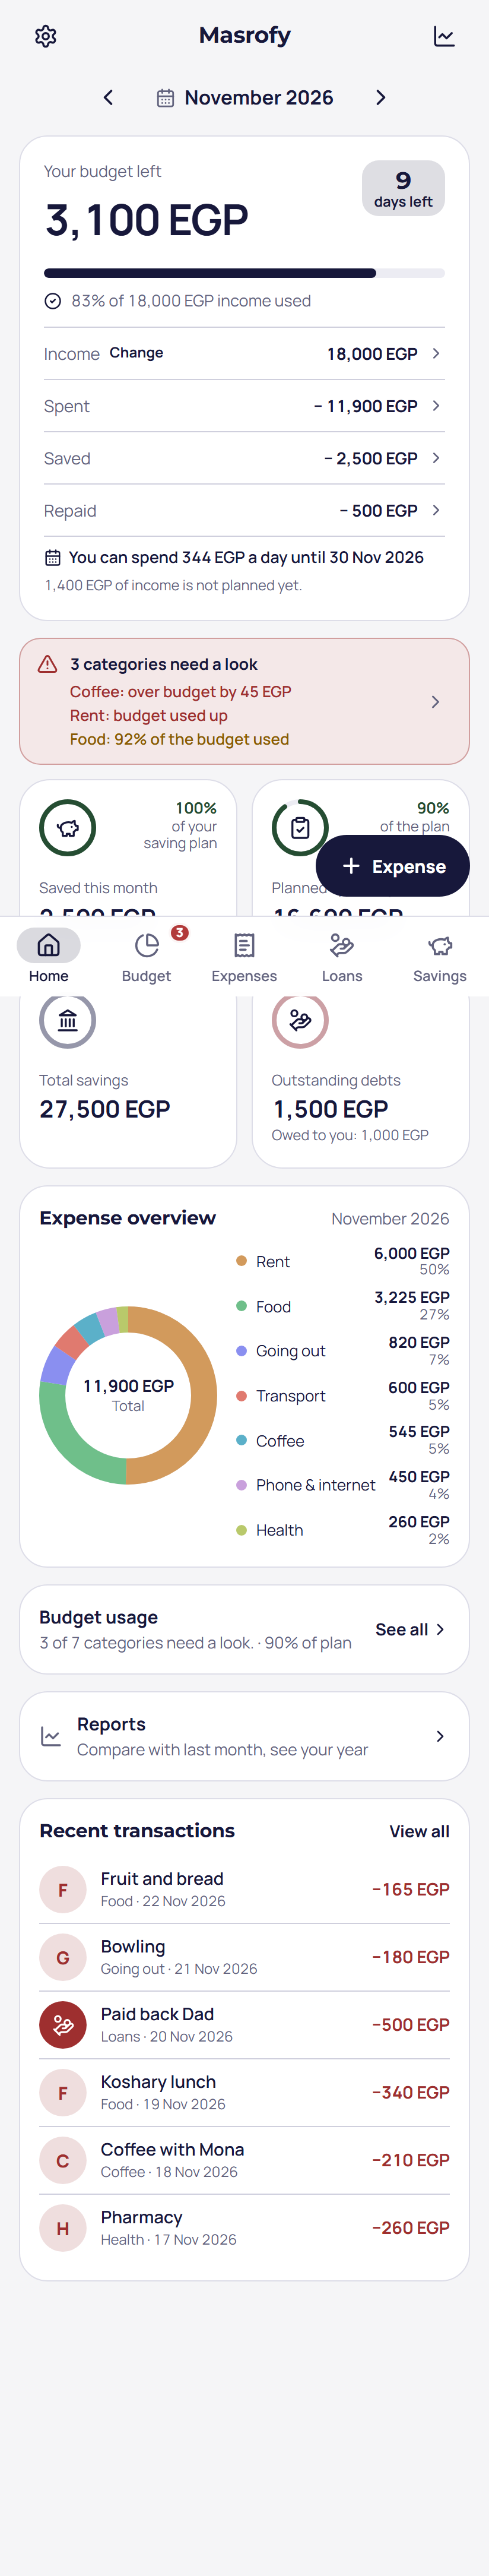 Masrofy
November 2026
Your budget left
3,100 EGP
9
days left
83% of 18,000 EGP income used
Income Change 18,000 EGP
Spent – 11,900 EGP
Saved – 2,500 EGP
Repaid – 500 EGP
You can spend 344 EGP a day until 30 Nov 2026
1,400 EGP of income is not planned yet.
3 categories need a look
Coffee: over budget by 45 EGP
Rent: budget used up
Food: 92% of the budget used
100%
of your
saving plan
Saved this month
90%
of the plan
Planned
+ Expense
3
Home
Budget
Expenses
Loans
Savings
Total savings
27,500 EGP
Outstanding debts
1,500 EGP
Owed to you: 1,000 EGP
Expense overview
November 2026
11,900 EGP
Total
Rent 6,000 EGP
50%
Food 3,225 EGP
27%
Going out 820 EGP
7%
Transport 600 EGP
5%
Coffee 545 EGP
5%
Phone & internet 450 EGP
4%
Health 260 EGP
2%
Budget usage
3 of 7 categories need a look. · 90% of plan
See all
Reports
Compare with last month, see your year
Recent transactions
View all
F
Fruit and bread
Food · 22 Nov 2026
–165 EGP
G
Bowling
Going out · 21 Nov 2026
–180 EGP
Paid back Dad
Loans · 20 Nov 2026
–500 EGP
F
Koshary lunch
Food · 19 Nov 2026
–340 EGP
C
Coffee with Mona
Coffee · 18 Nov 2026
–210 EGP
H
Pharmacy
Health · 17 Nov 2026
–260 EGP